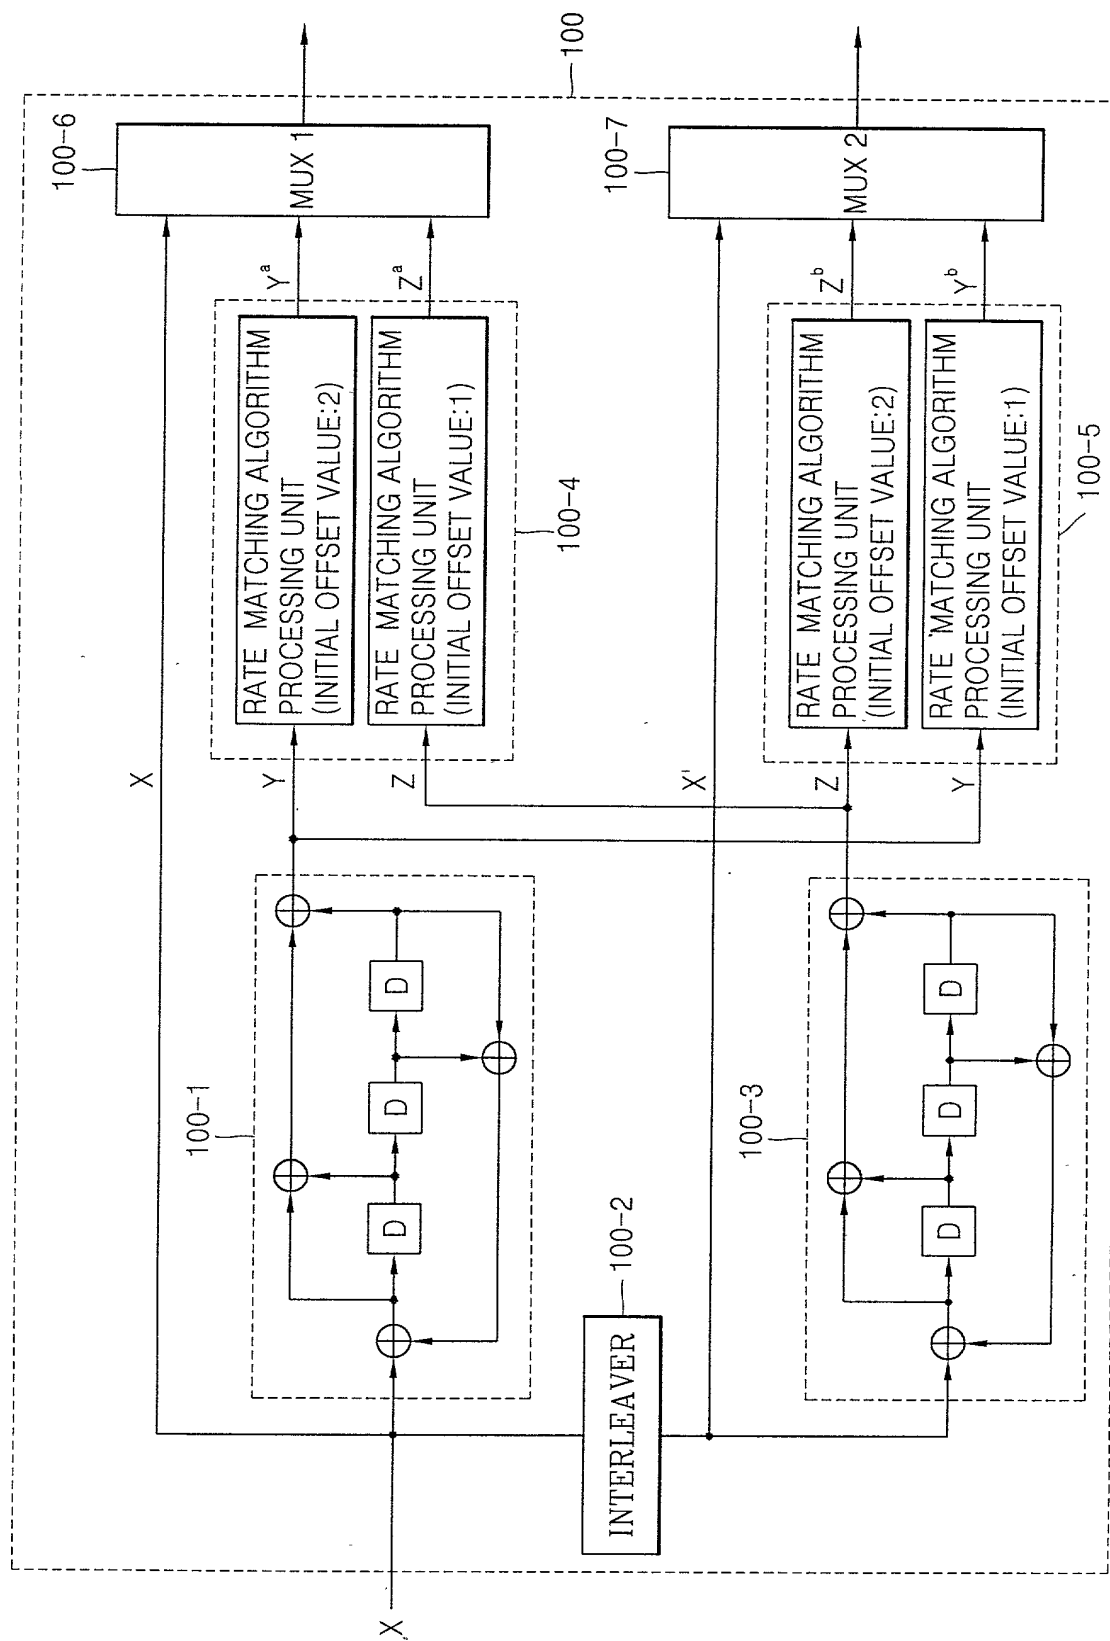 X
X
100-1
D
D
D
Y
Z
RATE MATCHING ALGORITHM
PROCESSING UNIT
(INITIAL OFFSET VALUE:2)
RATE MATCHING ALGORITHM
PROCESSING UNIT
(INITIAL OFFSET VALUE:1)
100-4
Y^a
Z^a
100-6
MUX 1
100
INTERLEAVER
100-2
X'
100-3
D
D
D
Z
Y
RATE MATCHING ALGORITHM
PROCESSING UNIT
(INITIAL OFFSET VALUE:2)
RATE MATCHING ALGORITHM
PROCESSING UNIT
(INITIAL OFFSET VALUE:1)
100-5
Z^b
Y^b
100-7
MUX 2